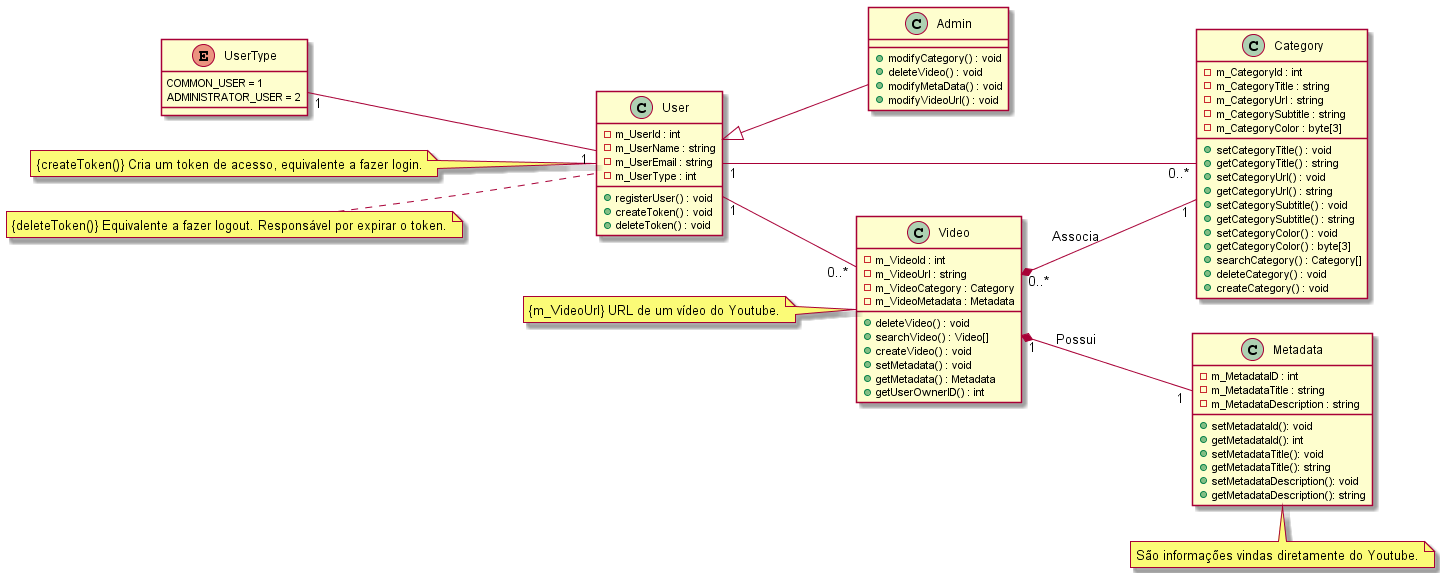 E UserType
COMMON_USER = 1
ADMINISTRATOR_USER = 2
1
1
{createToken()} Cria um token de acesso, equivalente a fazer login.
{deleteToken()} Equivalente a fazer logout. Responsável por expirar o token.
C User
m_UserId : int
m_UserName : string
m_UserEmail : string
m_UserType : int
registerUser() : void
createToken() : void
deleteToken() : void
C Admin
modifyCategory() : void
deleteVideo() : void
modifyMetaData() : void
modifyVideoUrl() : void
1
0..*
1
0..*
C Category
m_CategoryId : int
m_CategoryTitle : string
m_CategoryUrl : string
m_CategorySubtitle : string
m_CategoryColor : byte[3]
setCategoryTitle() : void
getCategoryTitle() : string
setCategoryUrl() : void
getCategoryUrl() : string
setCategorySubtitle() : void
getCategorySubtitle() : string
setCategoryColor() : void
getCategoryColor() : byte[3]
searchCategory() : Category[]
deleteCategory() : void
createCategory() : void
C Video
m_VideoId : int
m_VideoUrl : string
m_VideoCategory : Category
m_VideoMetadata : Metadata
deleteVideo() : void
searchVideo() : Video[]
createVideo() : void
setMetadata() : void
getMetadata() : Metadata
getUserOwnerID() : int
{m_VideoUrl} URL de um vídeo do Youtube.
Associa
1
0..*
Possui
1
1
C Metadata
m_MetadataID : int
m_MetadataTitle : string
m_MetadataDescription : string
setMetadataId(): void
getMetadataId(): int
setMetadataTitle(): void
getMetadataTitle(): string
setMetadataDescription(): void
getMetadataDescription(): string
São informações vindas diretamente do Youtube.